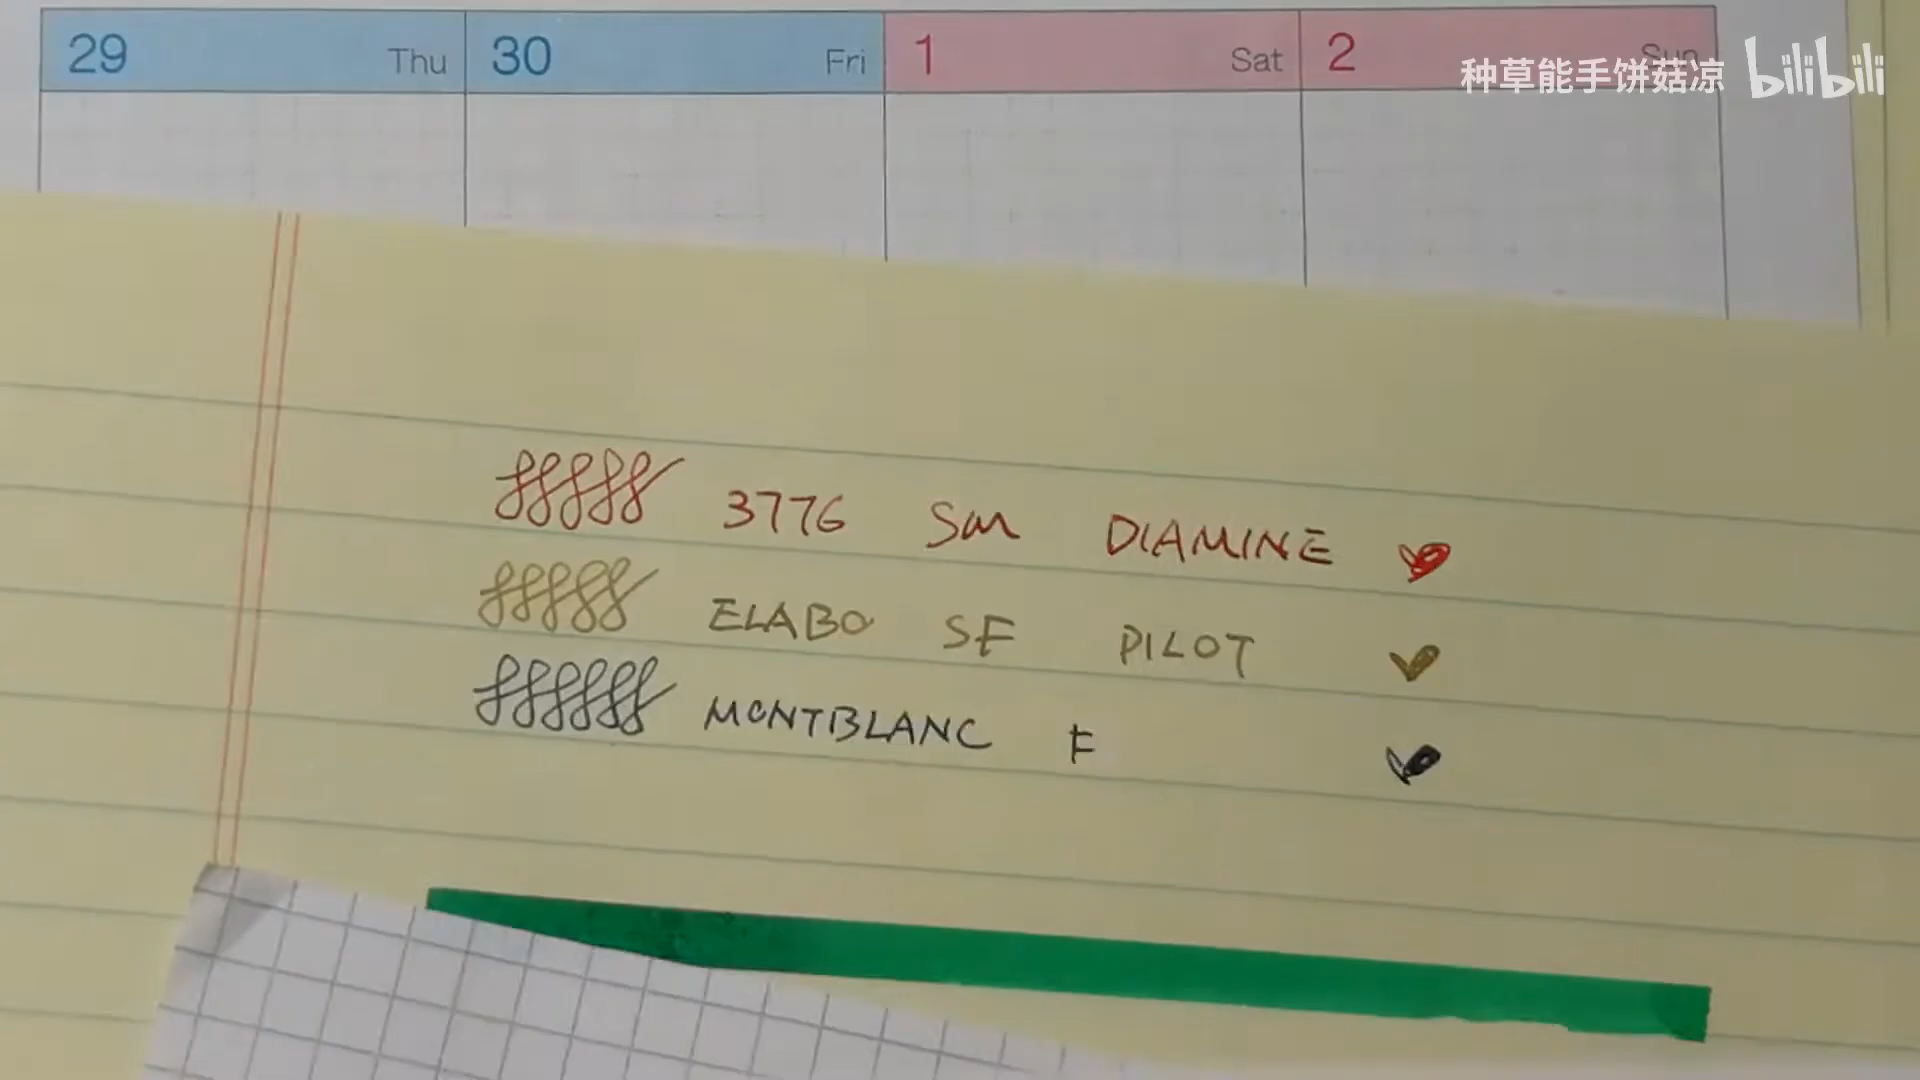 29 Thu 30 Fri 1 Sat 2 Sun
种草能手饼菇凉 bilibili
3776 Sm DIAMINE
ELABO SF PILOT
MONTBLANC F